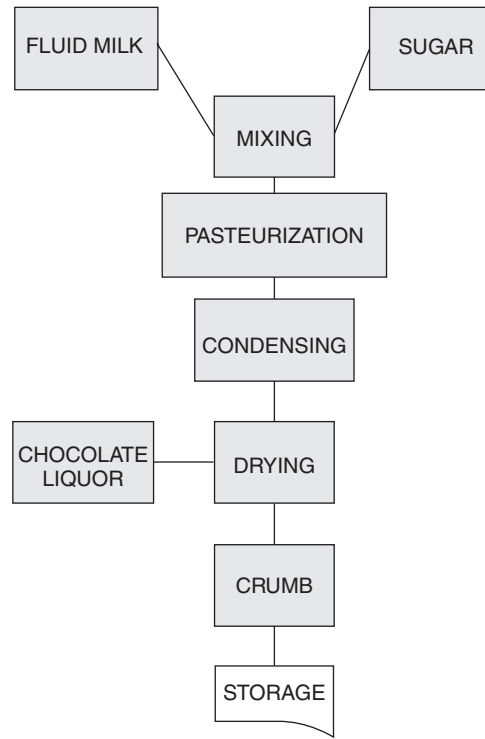 FLUID MILK
SUGAR
MIXING
PASTEURIZATION
CONDENSING
CHOCOLATE
LIQUOR
DRYING
CRUMB
STORAGE